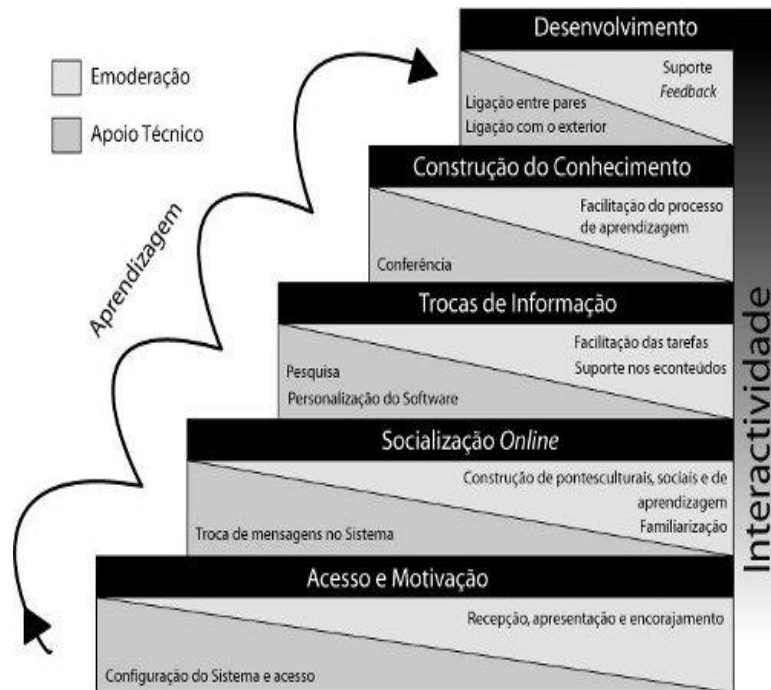 Emoderação
Apoio Técnico
Aprendizagem
Desenvolvimento
Suporte
Feedback
Ligação entre pares
Ligação com o exterior
Construção do Conhecimento
Facilitação do processo
de aprendizagem
Conferência
Trocas de Informação
Facilitação das tarefas
Suporte nos econteúdos
Pesquisa
Personalização do Software
Socialização Online
Construção de pontesculturais, sociais e de
aprendizagem
Familiarização
Troca de mensagens no Sistema
Acesso e Motivação
Recepção, apresentação e encorajamento
Configuração do Sistema e acesso
Interactividade